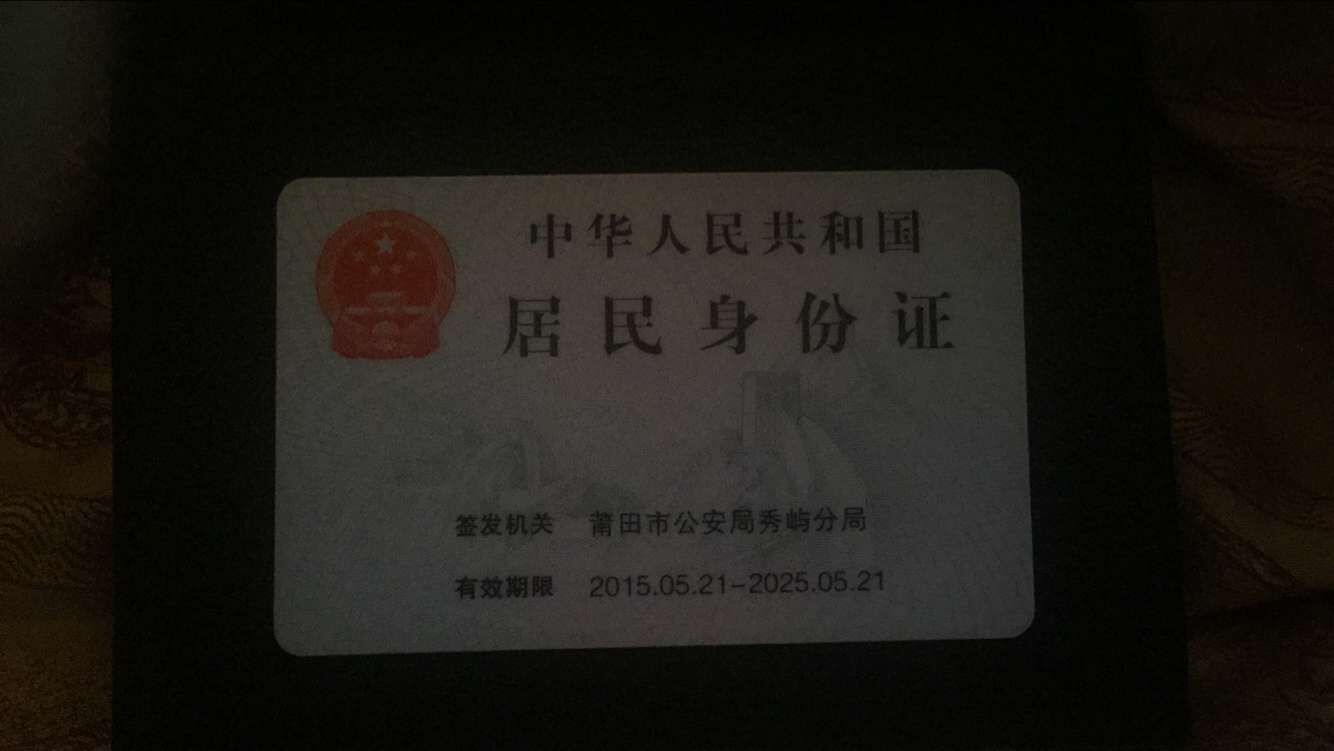 中华人民共和国
居民身份证
签发机关 莆田市公安局秀屿分局
有效期限 2015.05.21-2025.05.21